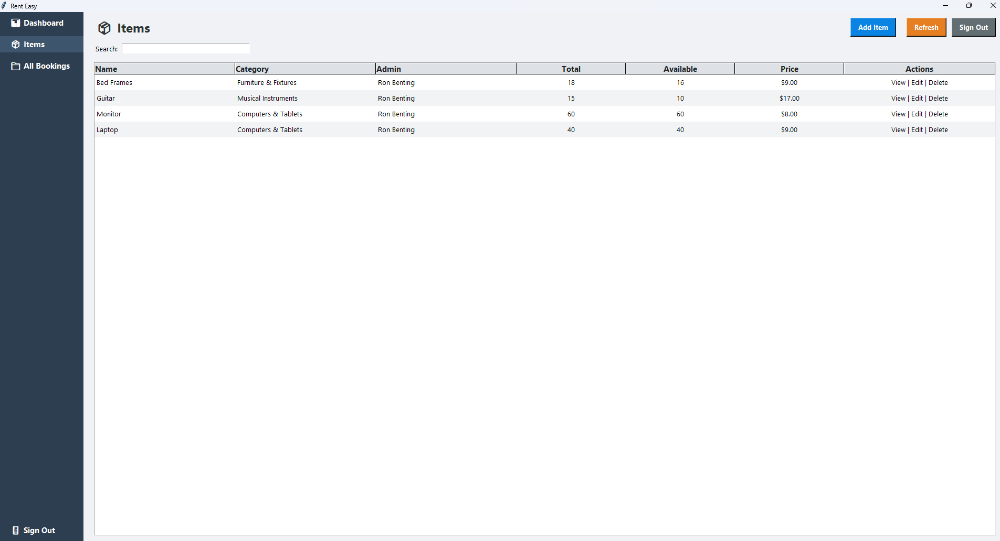 Rent Easy
Dashboard
Items
All Bookings
Sign Out
Items
Add Item Refresh Sign Out
Search:
Name Category Admin Total Available Price Actions
Bed Frames Furniture & Fixtures Ron Benting 18 16 $9.00 View | Edit | Delete
Guitar Musical Instruments Ron Benting 15 10 $17.00 View | Edit | Delete
Monitor Computers & Tablets Ron Benting 60 60 $8.00 View | Edit | Delete
Laptop Computers & Tablets Ron Benting 40 40 $9.00 View | Edit | Delete